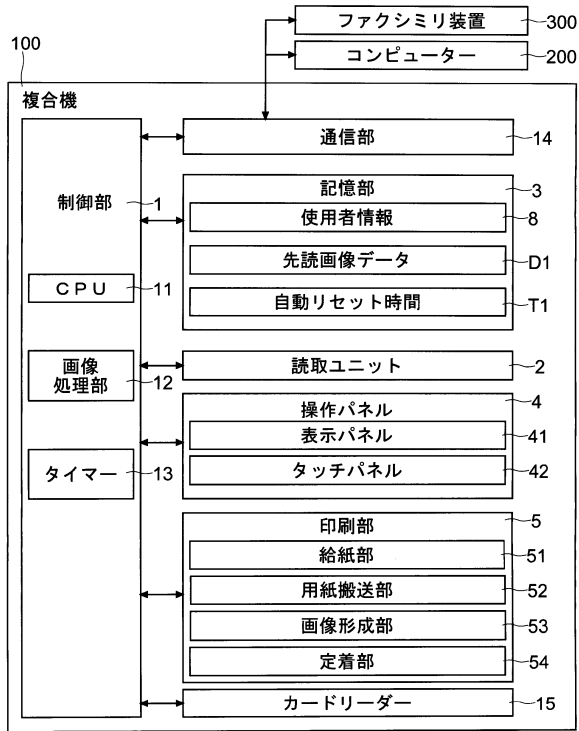 ファクシミリ装置 300
コンピューター 200
100
複合機
制御部 1
CPU 11
画像
処理部 12
タイマー 13
通信部 14
記憶部 3
使用者情報 8
先読画像データ D1
自動リセット時間 T1
読取ユニット 2
操作パネル 4
表示パネル 41
タッチパネル 42
印刷部 5
給紙部 51
用紙搬送部 52
画像形成部 53
定着部 54
カードリーダー 15